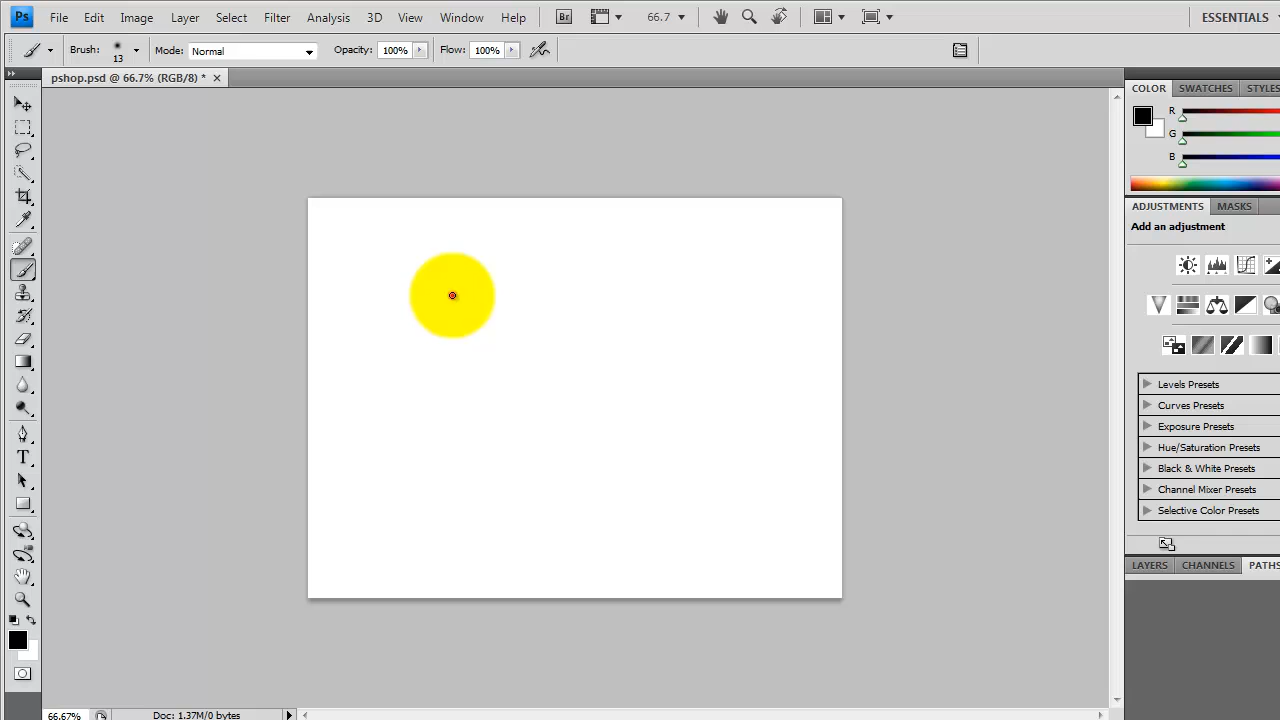 Ps File Edit Image Layer Select Filter Analysis 3D View Window Help Br 66.7 ESSENTIALS
Brush: 13 Mode: Normal Opacity: 100% Flow: 100%
pshop.psd @ 66.7% (RGB/8) *
COLOR SWATCHES STYLES
R
G
B
ADJUSTMENTS MASKS
Add an adjustment
Levels Presets
Curves Presets
Exposure Presets
Hue/Saturation Presets
Black & White Presets
Channel Mixer Presets
Selective Color Presets
LAYERS CHANNELS PATHS
T
66.67% Doc: 1.37M/0 bytes